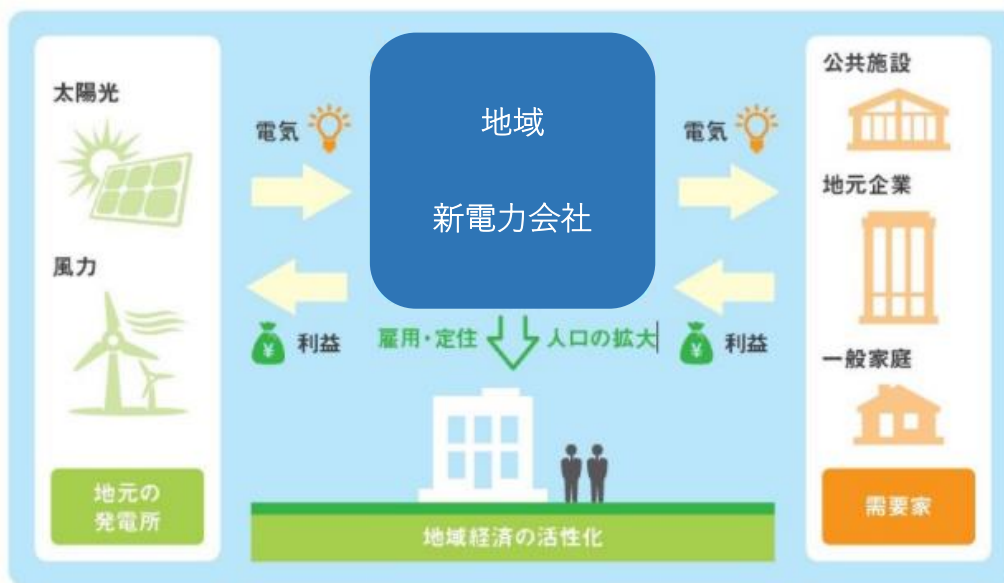 太陽光
風力
地元の
発電所
電気
利益
地域
新電力会社
雇用・定住
人口の拡大
電気
利益
地域経済の活性化
公共施設
地元企業
一般家庭
需要家